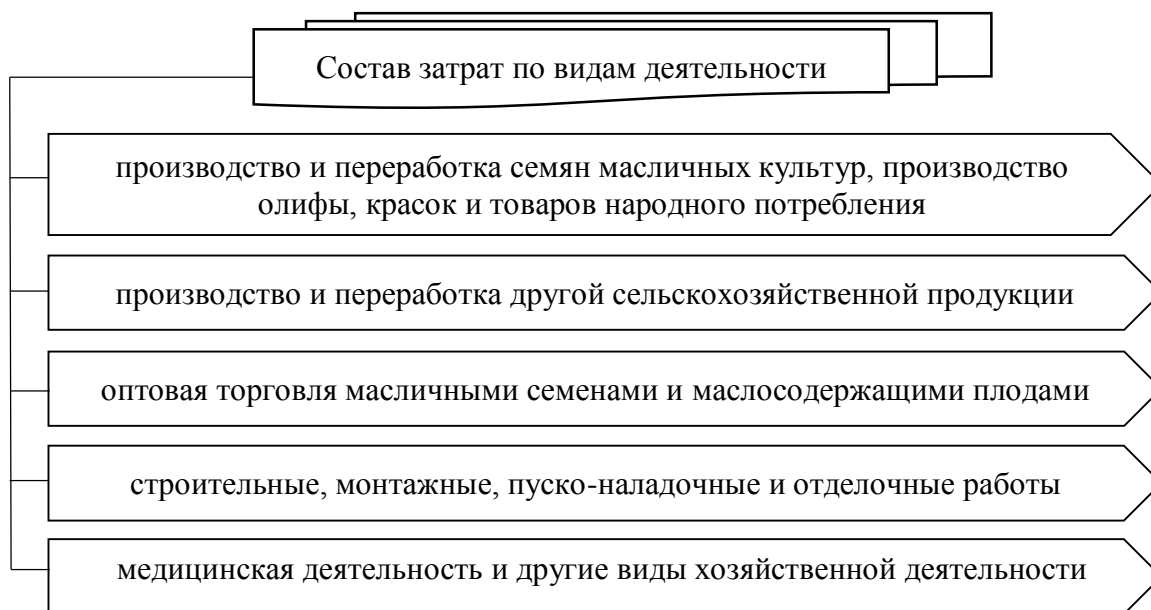 Состав затрат по видам деятельности
производство и переработка семян масличных культур, производство
олифы, красок и товаров народного потребления
производство и переработка другой сельскохозяйственной продукции
оптовая торговля масличными семенами и маслосодержащими плодами
строительные, монтажные, пуско-наладочные и отделочные работы
медицинская деятельность и другие виды хозяйственной деятельности